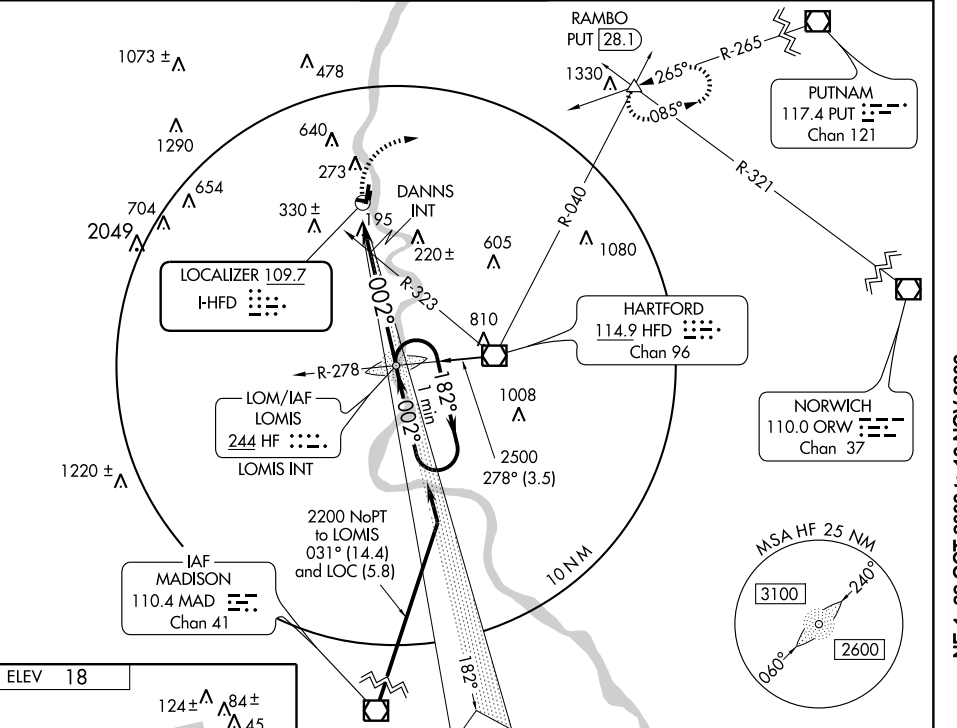 RAMBO
PUT 28.1
1073 ±
478
1330
265°
R-265
085°
PUTNAM
117.4 PUT
Chan 121
1290
640
273
654
DANNS
INT
R-040
R-321
704
2049
330 ±
195
220 ±
605
1080
LOCALIZER 109.7
I-HFD
002°
R-323
810
HARTFORD
114.9 HFD
Chan 96
R-278
LOM/IAF
LOMIS
244 HF
LOMIS INT
002°
182°
1 min
1008
2500
278° (3.5)
NORWICH
110.0 ORW
Chan 37
1220 ±
2200 NoPT
to LOMIS
031° (14.4)
and LOC (5.8)
10 NM
IAF
MADISON
110.4 MAD
Chan 41
MSA HF 25 NM
3100
240°
060°
2600
182°
ELEV 18
124 ±
84 ±
45